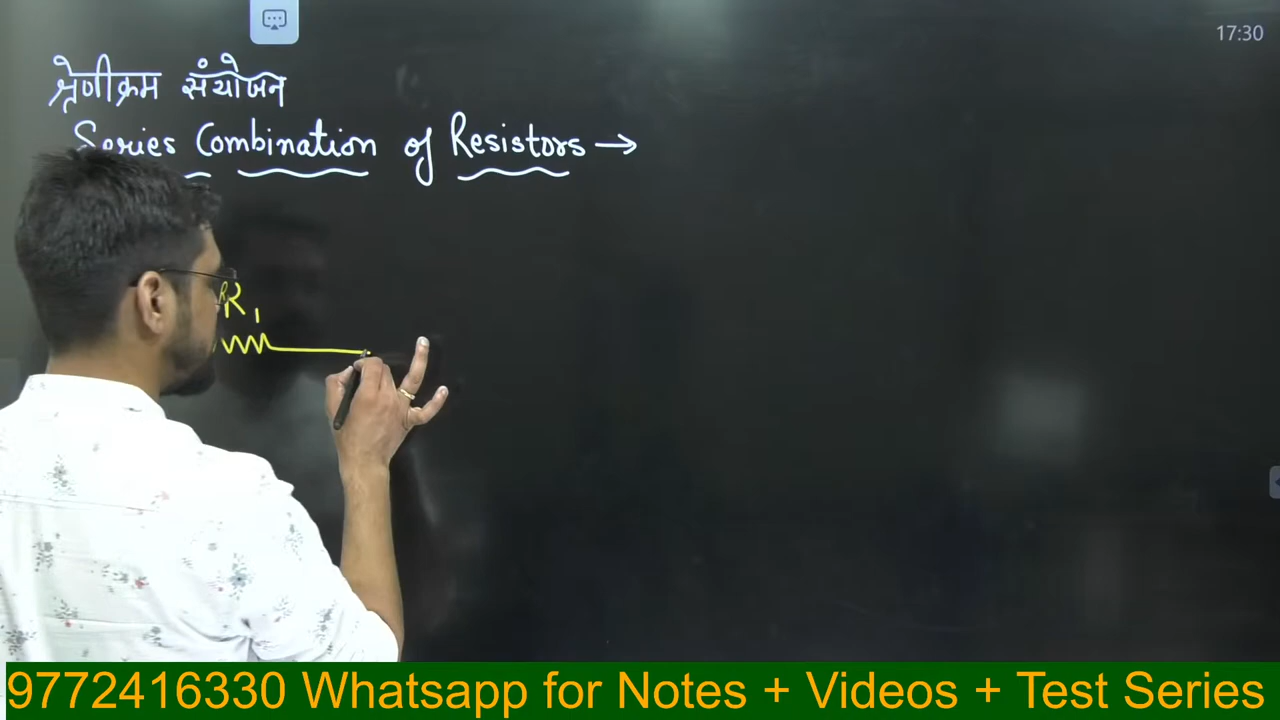 17:30
श्रेणीक्रम संयोजन
Series Combination of Resistors →
R₁
9772416330 Whatsapp for Notes + Videos + Test Series